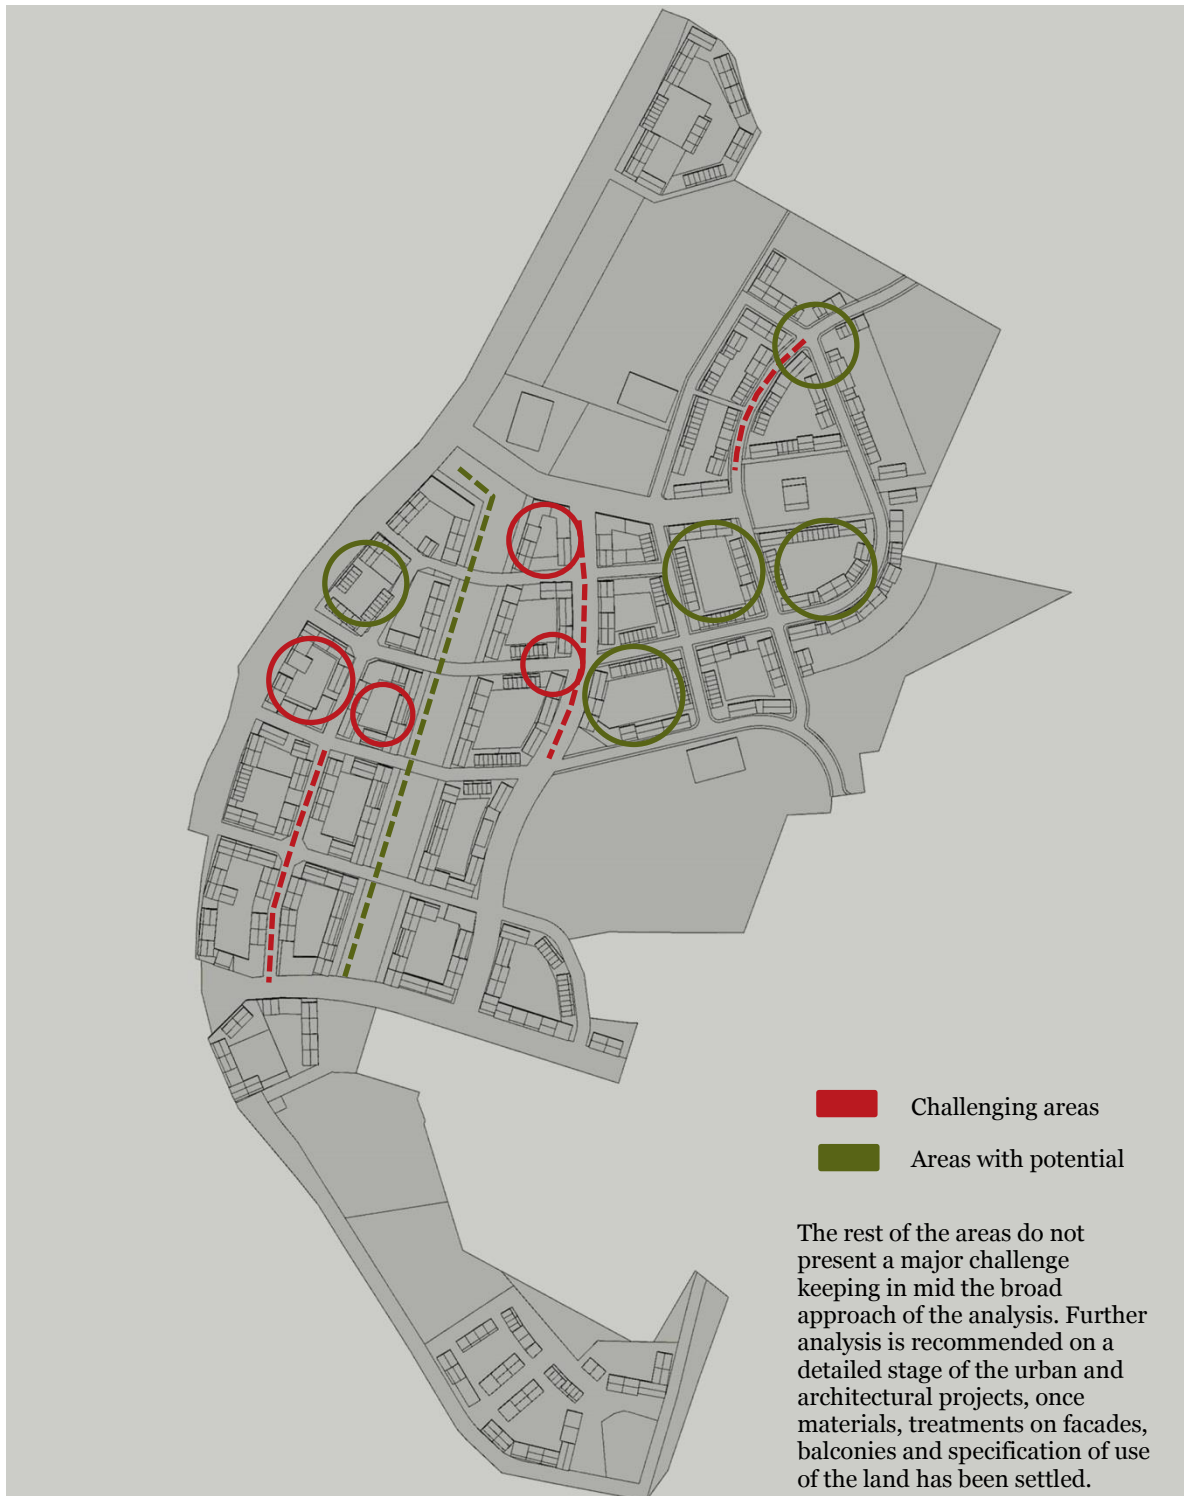 Challenging areas
Areas with potential
The rest of the areas do not
present a major challenge
keeping in mid the broad
approach of the analysis. Further
analysis is recommended on a
detailed stage of the urban and
architectural projects, once
materials, treatments on facades,
balconies and specification of use
of the land has been settled.